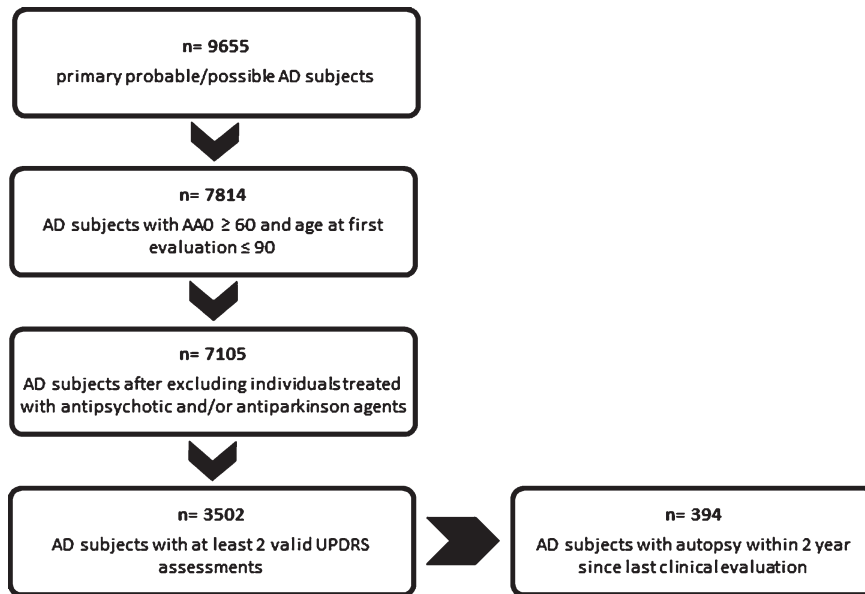 n= 9655
primary probable/possible AD subjects
n= 7814
AD subjects with AAO ≥ 60 and age at first
evaluation ≤ 90
n= 7105
AD subjects after excluding individuals treated
with antipsychotic and/or antiparkinson agents
n= 3502
AD subjects with at least 2 valid UPDRS
assessments
n= 394
AD subjects with autopsy within 2 year
since last clinical evaluation